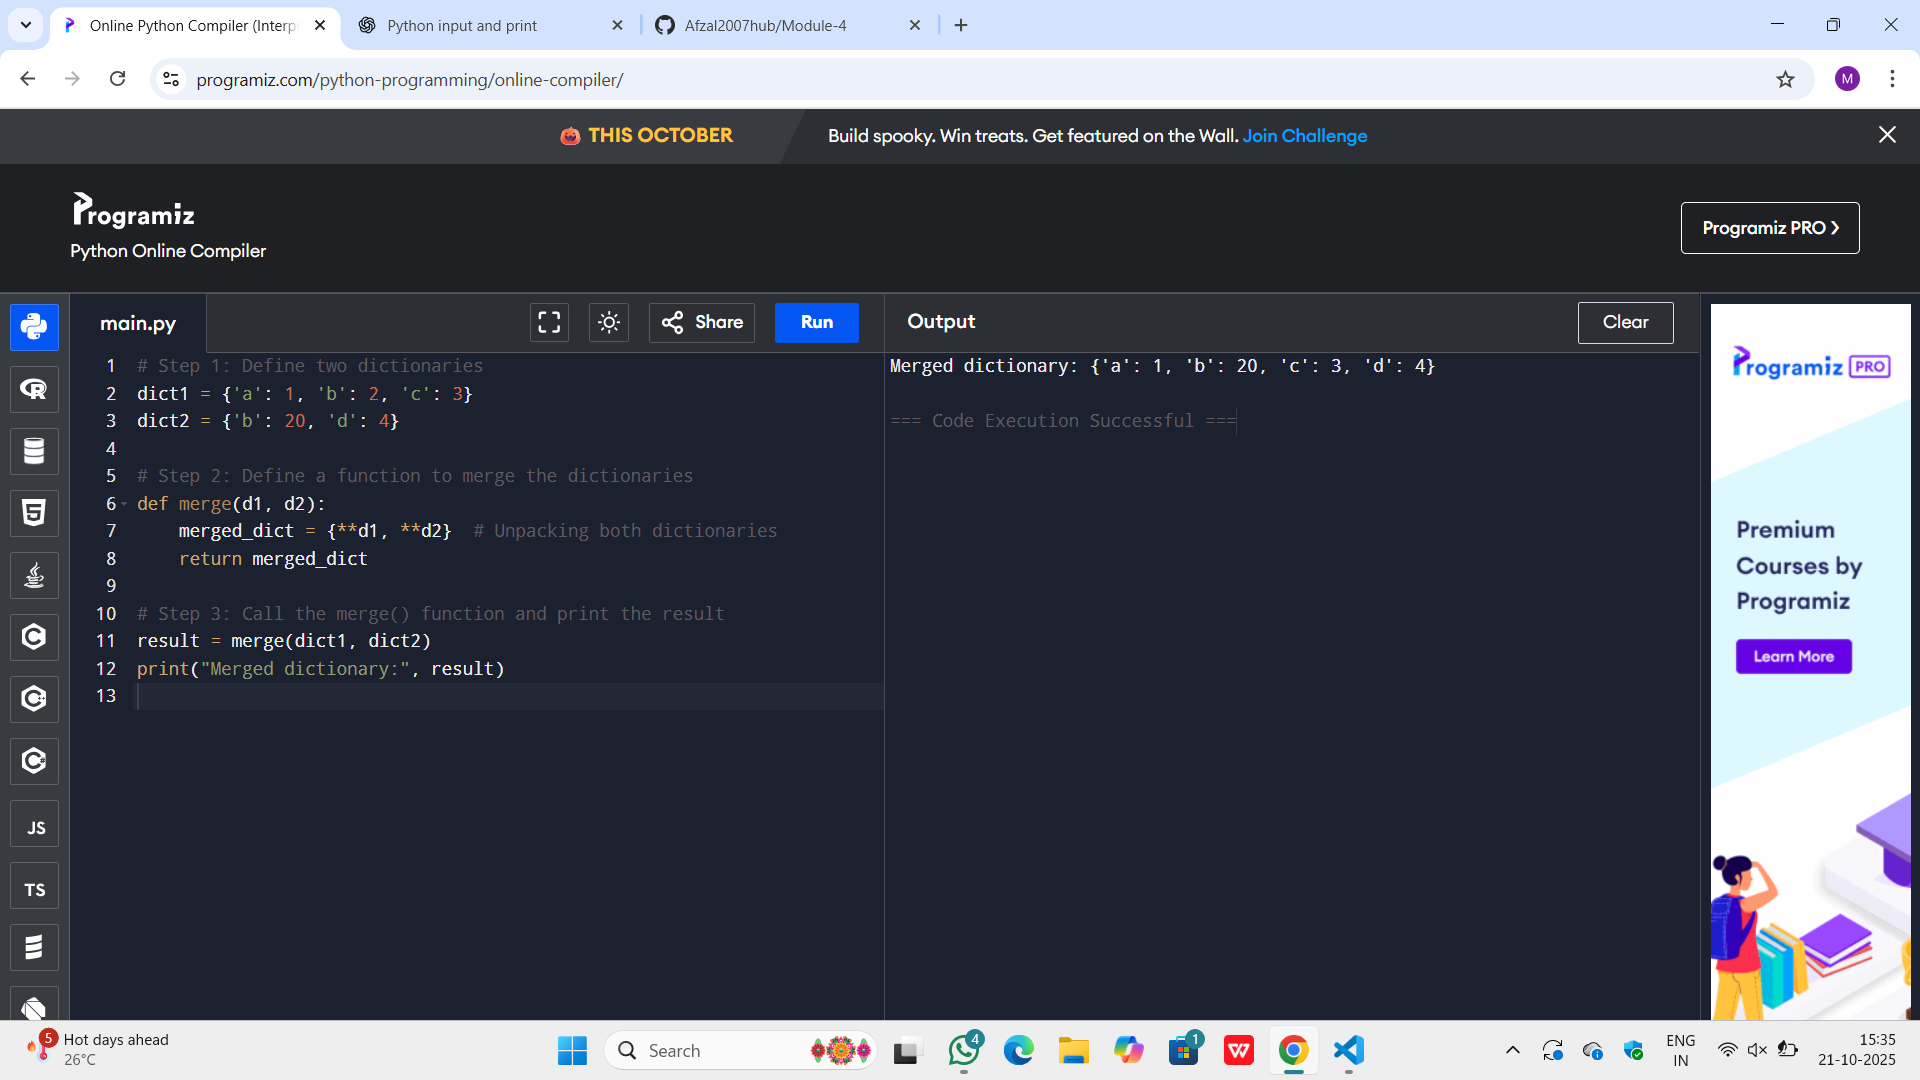 Online Python Compiler (Interp
Python input and print
Afzal2007hub/Module-4
programiz.com/python-programming/online-compiler/
M
THIS OCTOBER
Build spooky. Win treats. Get featured on the Wall. Join Challenge
Programiz
Python Online Compiler
Programiz PRO
main.py
Share
Run
Output
Clear
1 # Step 1: Define two dictionaries
2 dict1 = {'a': 1, 'b': 2, 'c': 3}
3 dict2 = {'b': 20, 'd': 4}
4
5 # Step 2: Define a function to merge the dictionaries
6 def merge(d1, d2):
7     merged_dict = {**d1, **d2}  # Unpacking both dictionaries
8     return merged_dict
9
10 # Step 3: Call the merge() function and print the result
11 result = merge(dict1, dict2)
12 print("Merged dictionary:", result)
13
Merged dictionary: {'a': 1, 'b': 20, 'c': 3, 'd': 4}
=== Code Execution Successful ===
R
5
C
C
C
JS
TS
Programiz PRO
Premium
Courses by
Programiz
Learn More
5
Hot days ahead
26°C
Search
4
1
W
ENG
IN
15:35
21-10-2025